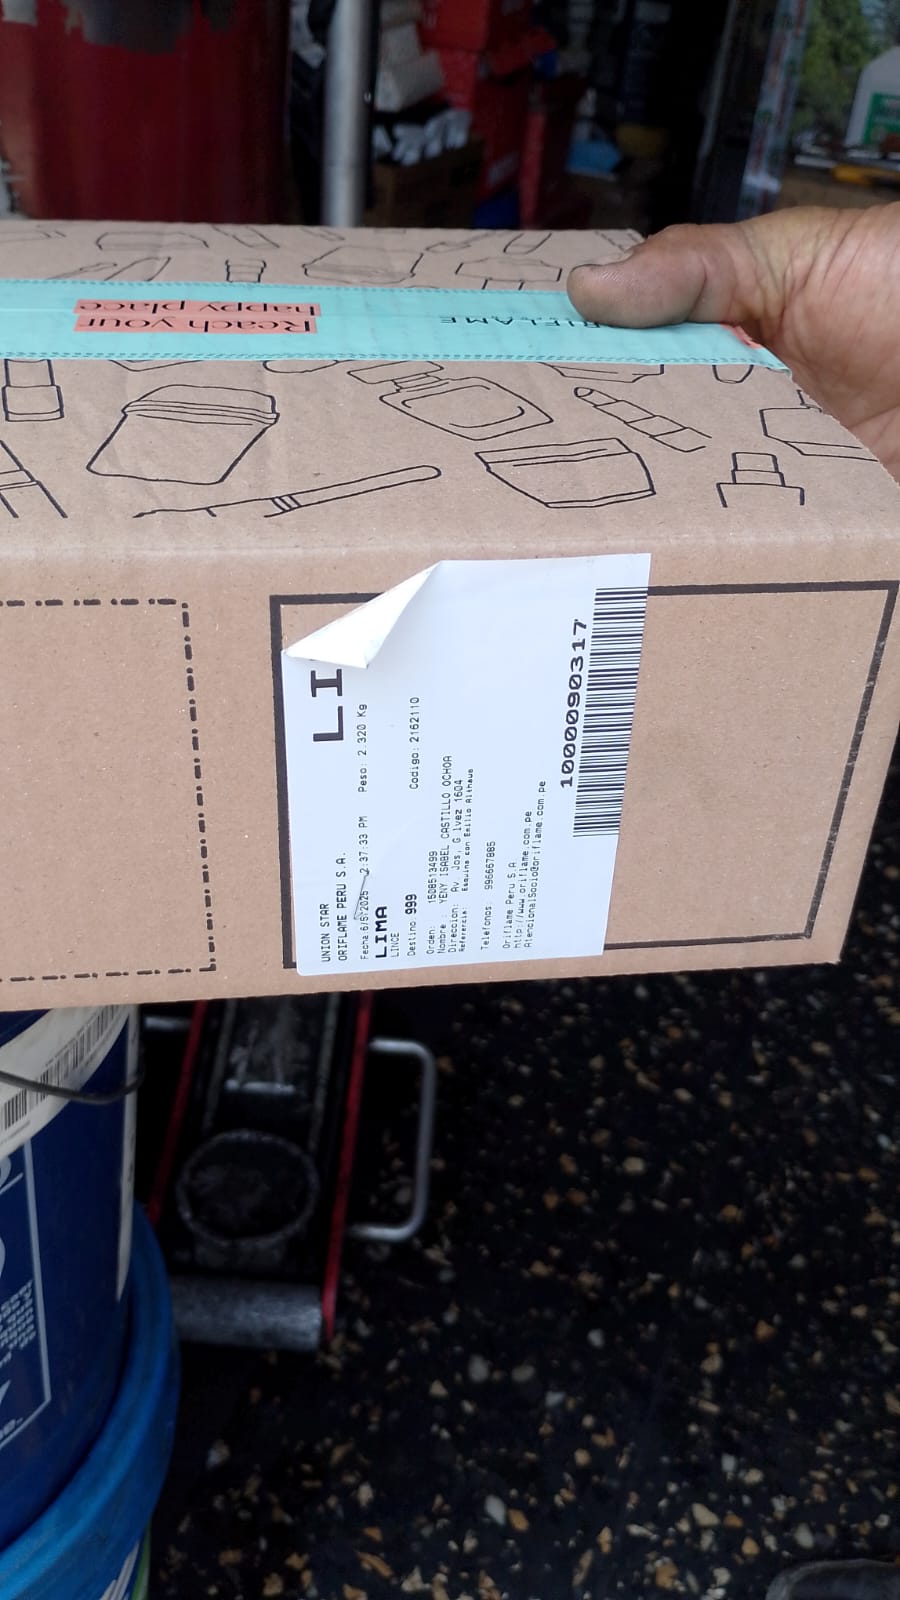 Reach your
happy place
ORIFLAME
LI
UNION STAR
ORIFLAME PERU S.A.
Fecha 6/5/2025 2:37:33 PM Peso: 2.320 Kg
LIMA
LINCE
Destino 999 Codigo: 2162110
Orden: 1508513499
Nombre : YENY ISABEL CASTILLO OCHOA
Direccion: Av. Jos, G lvez 1604
Referencia: Esquina con Emilio Althaus
Telefonos: 996667885
Oriflame Peru S.A
http://www.oriflame.com.pe
AtencionalSocio@oriflame.com.pe
1000090317